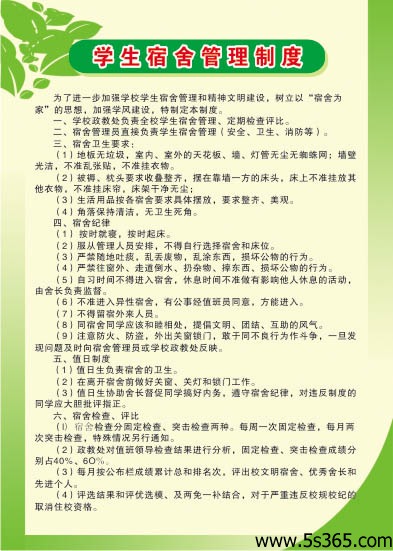 学生宿舍管理制度
为了进一步加强学校学生宿舍管理和精神文明建设，树立以“宿舍为
家”的思想，加强学风建设，特制定本制度。
一、学校政教处负责全校学生宿舍管理、定期检查评比。
二、宿舍管理员直接负责学生宿舍管理（安全、卫生、消防等）。
三、宿舍卫生要求：
（1）地板无垃圾，室内、室外的天花板、墙、灯管无尘无蜘蛛网；墙壁
光洁，不准乱张贴，不准挂衣物。
（2）被褥、枕头要求收叠整齐，摆在靠墙一方的床头，床上不准挂放其
他衣物，不准挂床帘，床架干净无尘；
（3）生活用品按各宿舍要求具体摆放，要求整齐、美观。
（4）角落保持清洁，无卫生死角。
四、宿舍纪律
（1）按时就寝，按时起床。
（2）服从管理人员安排，不得自行选择宿舍和床位。
（3）严禁随地吐痰，乱丢废物，乱涂东西，损坏公物的行为。
（4）严禁往窗外、走道倒水、扔杂物、摔东西、损坏公物的行为。
（5）自习时间不得进入宿舍，休息时间不准做有影响他人休息的活动，
由舍长负责监督。
（6）不准进入异性宿舍，有公事经值班员同意，方能进入。
（7）不得留宿外来人员。
（8）同宿舍同学应该和睦相处，提倡文明、团结、互助的风气。
（9）注意防火、防盗，外出关窗锁门，敢于同不良行为作斗争，一旦发
现问题及时向宿舍管理员或学校政教处反映。
五、值日制度
（1）值日生负责宿舍的卫生。
（2）在离开宿舍前做好关窗、关灯和锁门工作。
（3）值日生协助舍长督促同学搞好内务，遵守宿舍纪律，对违反制度的
同学应大胆批评指正。
六、宿舍检查、评比
（1）宿舍检查分固定检查、突击检查两种。每周一次固定检查，每月两
次突击检查，特殊情况另行通知。
（2）政教处对值班领导检查结果进行分析，固定检查、突击检查成绩分
别占40%、60%。
（3）每月按公布栏成绩累计总和排名次，评出校文明宿舍、优秀舍长和
先进个人。
（4）评选结果和评优选模、及两免一补结合，对于严重违反校规校纪的
取消住校资格。
www.5s365.com